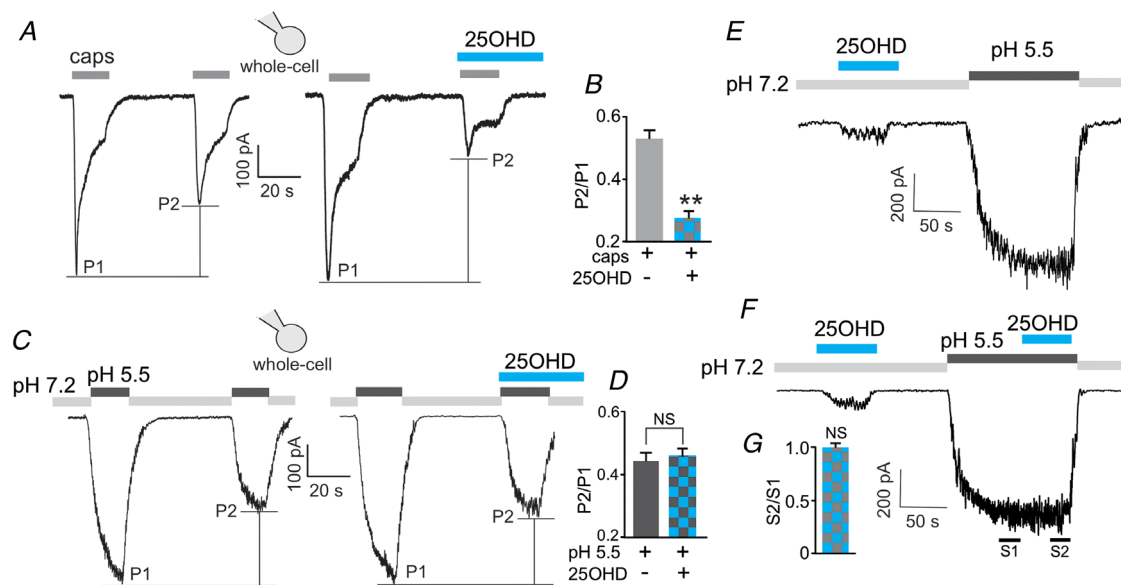 A
caps
whole-cell
25OHD
P2
100 pA
20 s
P2
P1
P1
B
P2/P1
0.6
0.4
0.2
**
caps + +
25OHD - +
C
whole-cell
pH 7.2
pH 5.5
25OHD
100 pA
20 s
P2
P2
P1
P1
D
P2/P1
0.6
0.4
0.2
NS
pH 5.5 + +
25OHD - +
E
25OHD
pH 5.5
pH 7.2
200 pA
50 s
F
25OHD
25OHD
pH 5.5
pH 7.2
200 pA
50 s
S1 S2
G
NS
S2/S1
1.0
0.5
0